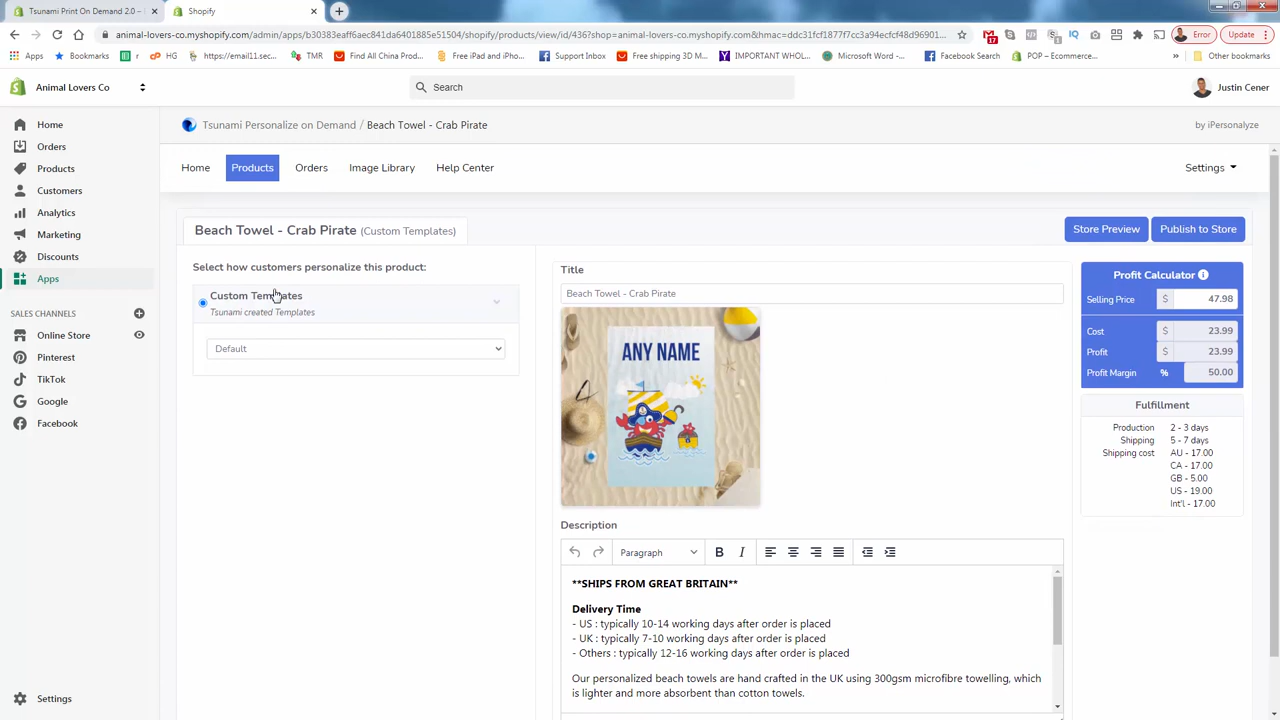 Tsunami Print On Demand 2.0 –
Shopify
animal-lovers-co.myshopify.com/admin/apps/b30383eaff6aec841da6401885e51504/shopify/pproducts/view/
Error
Update
Apps
Bookmarks
HG
https://email11.sec...
TMR
Find All China Prod...
Free iPad and iPho...
Support Inbox
Free shipping 3D M...
IMPORTANT WHOL...
Microsoft Word -...
Facebook Search
POP – Ecommerce...
Other bookmarks
Animal Lovers Co
Search
Justin Cener
Home
Orders
Products
Customers
Analytics
Marketing
Discounts
Apps
SALES CHANNELS
Online Store
Pinterest
TikTok
Google
Facebook
Settings
Tsunami Personalize on Demand / Beach Towel - Crab Pirate
by iPersonalyze
Home
Products
Orders
Image Library
Help Center
Settings
Beach Towel - Crab Pirate (Custom Templates)
Store Preview
Publish to Store
Select how customers personalize this product:
Custom Templates
Tsunami created Templates
Default
Title
Beach Towel - Crab Pirate
ANY NAME
Description
Paragraph
B
I
**SHIPS FROM GREAT BRITAIN**
Delivery Time
- US : typically 10-14 working days after order is placed
- UK : typically 7-10 working days after order is placed
- Others : typically 12-16 working days after order is placed
Our personalized beach towels are hand crafted in the UK using 300gsm microfibre towelling, which
is lighter and more absorbent than cotton towels.
Profit Calculator
Selling Price $ 47.98
Cost $ 23.99
Profit $ 23.99
Profit Margin % 50.00
Fulfillment
Production 2 - 3 days
Shipping 5 - 7 days
Shipping cost AU - 17.00
CA - 17.00
GB - 5.00
US - 19.00
Int'l - 17.00